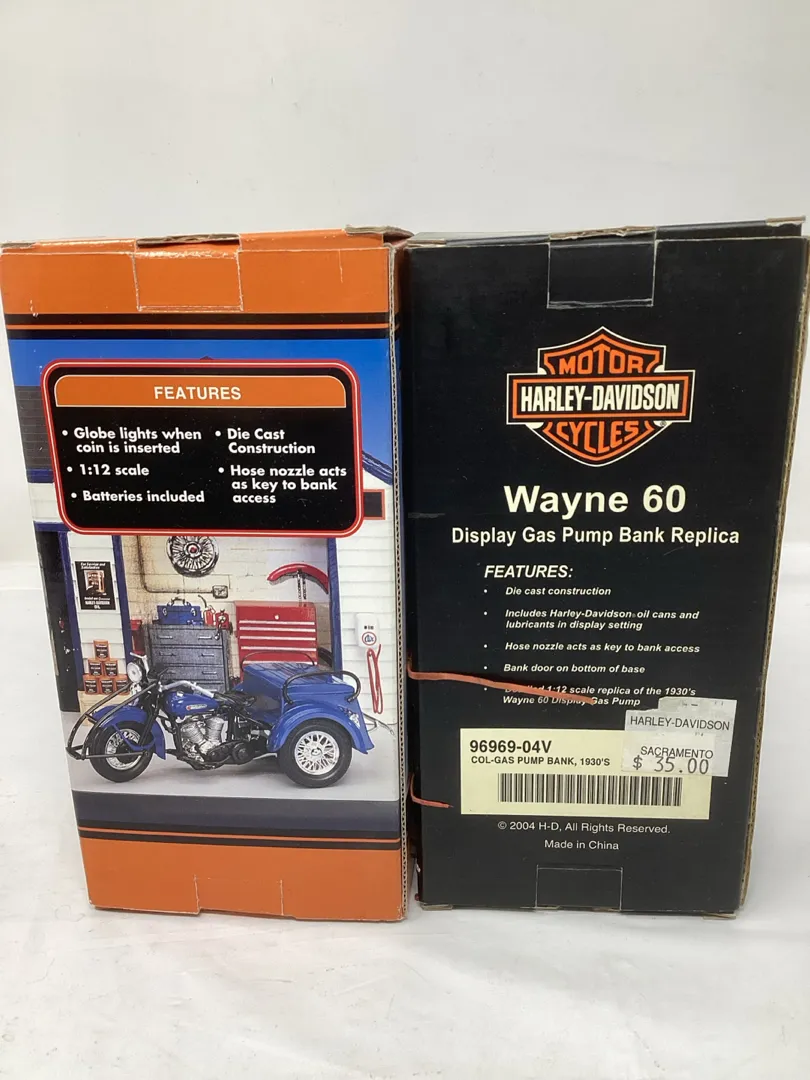 FEATURES
• Globe lights when
coin is inserted
• 1:12 scale
• Batteries included
• Die Cast
Construction
• Hose nozzle acts
as key to bank
access
MOTOR
HARLEY-DAVIDSON
CYCLES
®
Wayne 60
Display Gas Pump Bank Replica
FEATURES:
• Die cast construction
• Includes Harley-Davidson® oil cans and
lubricants in display setting
• Hose nozzle acts as key to bank access
• Bank door on bottom of base
• Detailed 1:12 scale replica of the 1930's
Wayne 60 Display Gas Pump
HARLEY-DAVIDSON
SACRAMENTO
$ 35.00
96969-04V
COL-GAS PUMP BANK, 1930'S
© 2004 H-D, All Rights Reserved.
Made in China